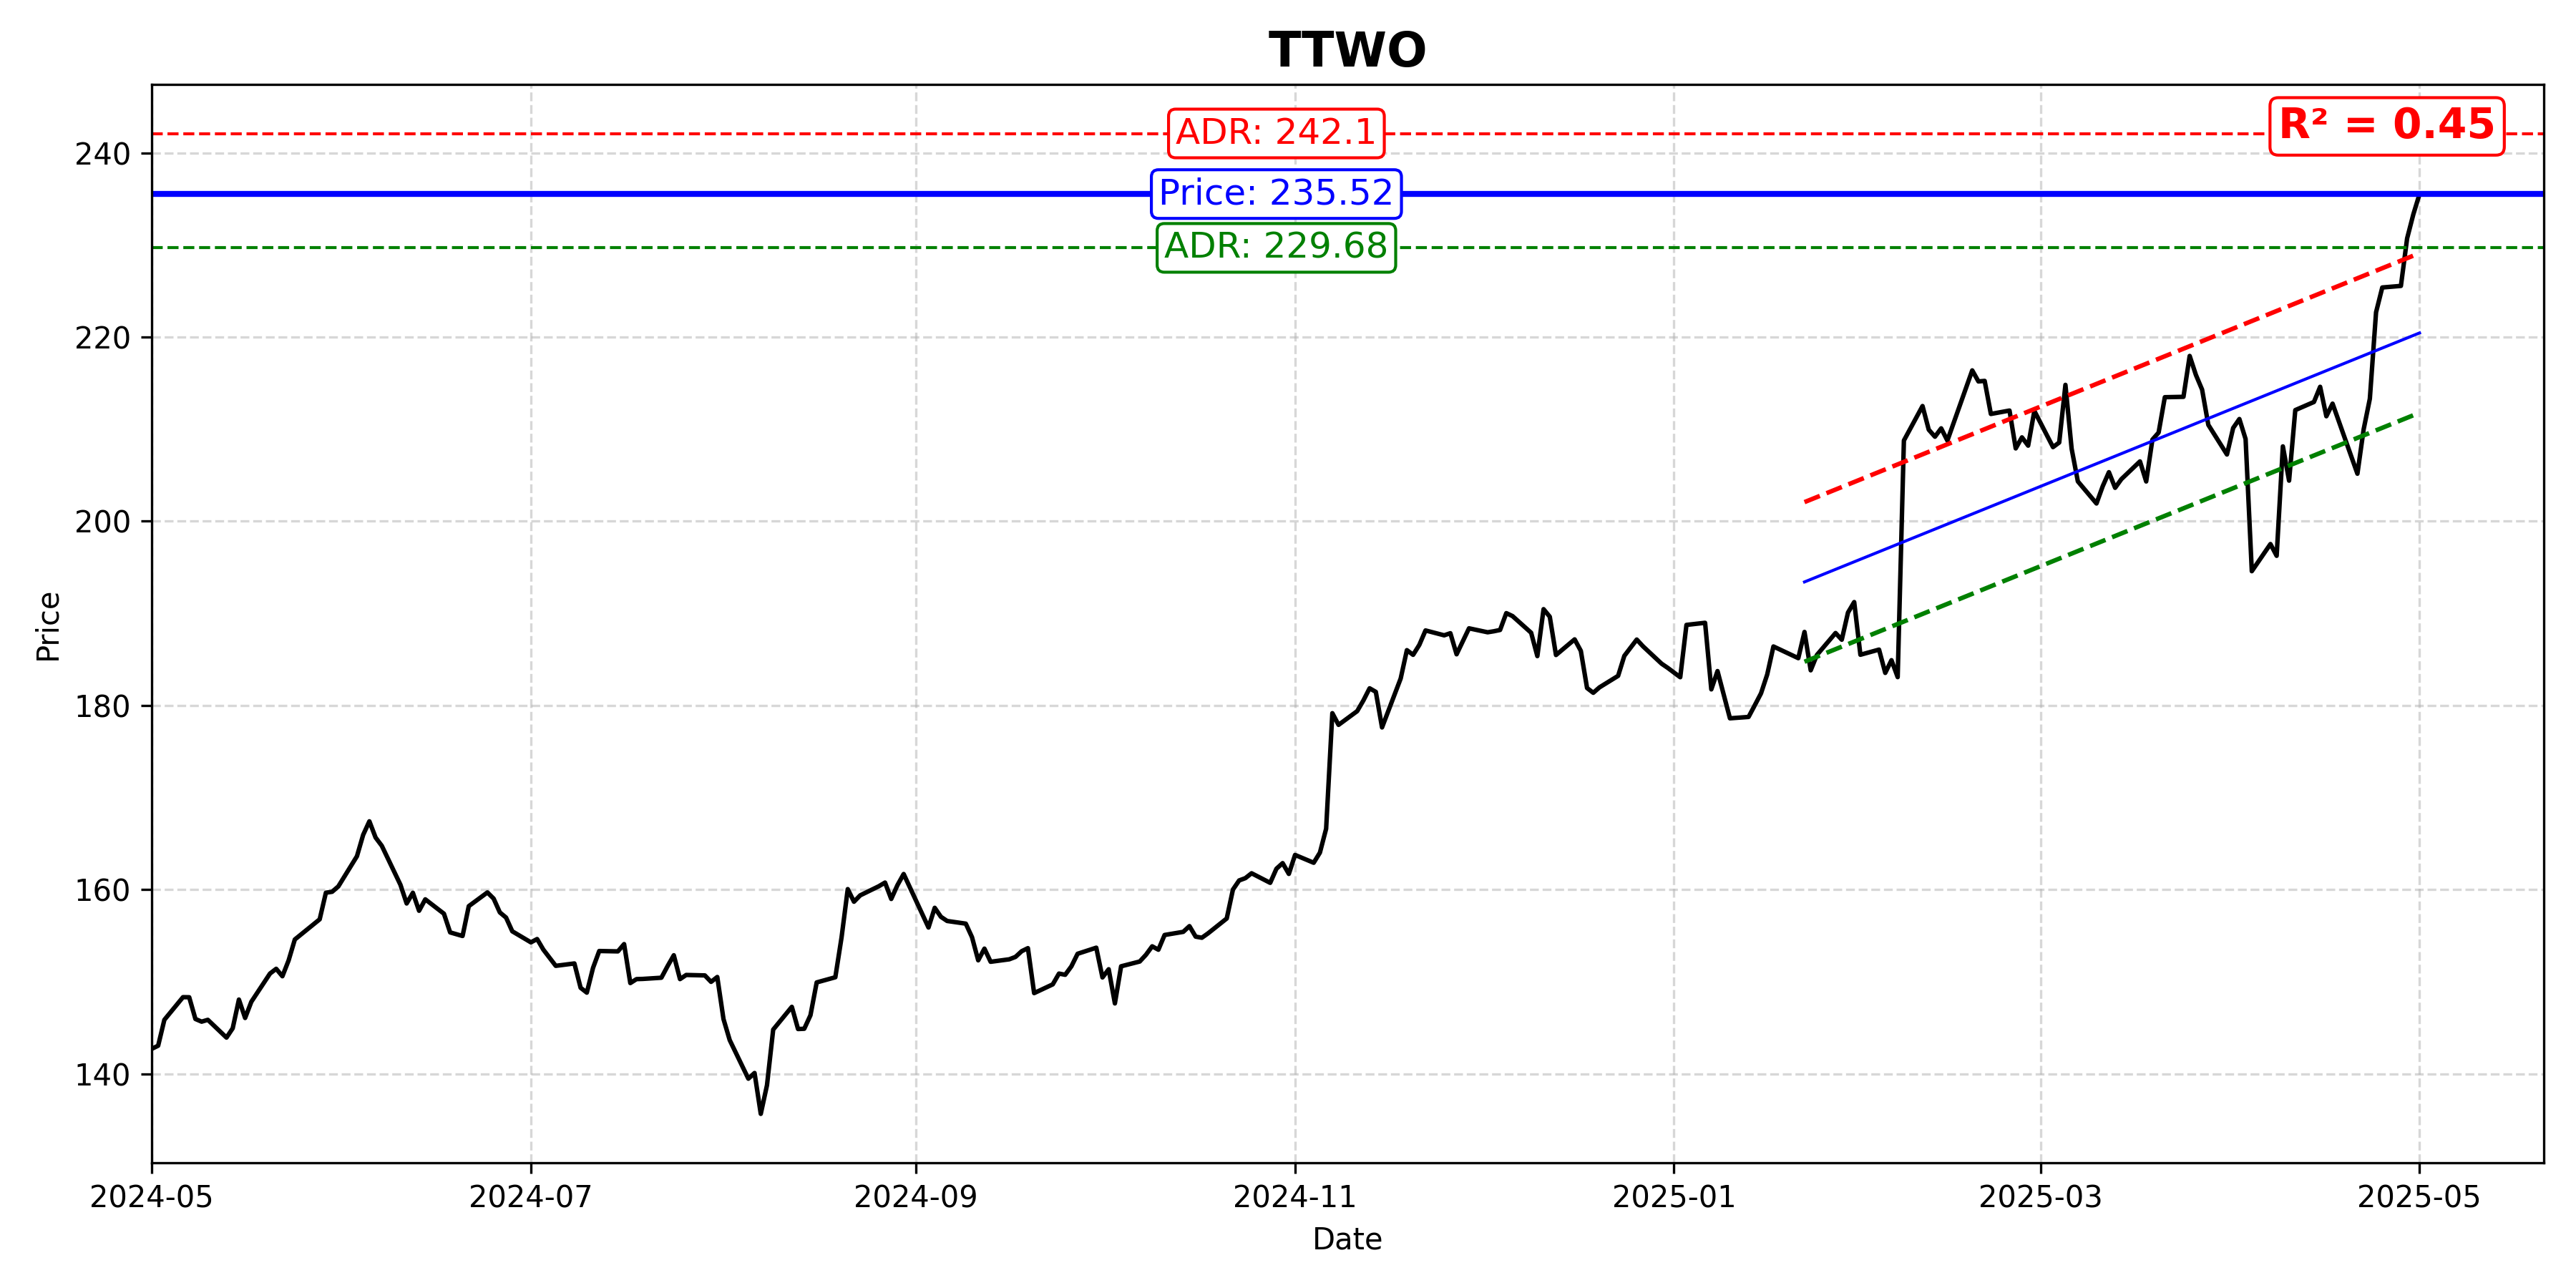 TTWO
ADR: 242.1
R² = 0.45
Price: 235.52
ADR: 229.68
240
220
200
180
160
140
Price
2024-05 2024-07 2024-09 2024-11 2025-01 2025-03 2025-05
Date